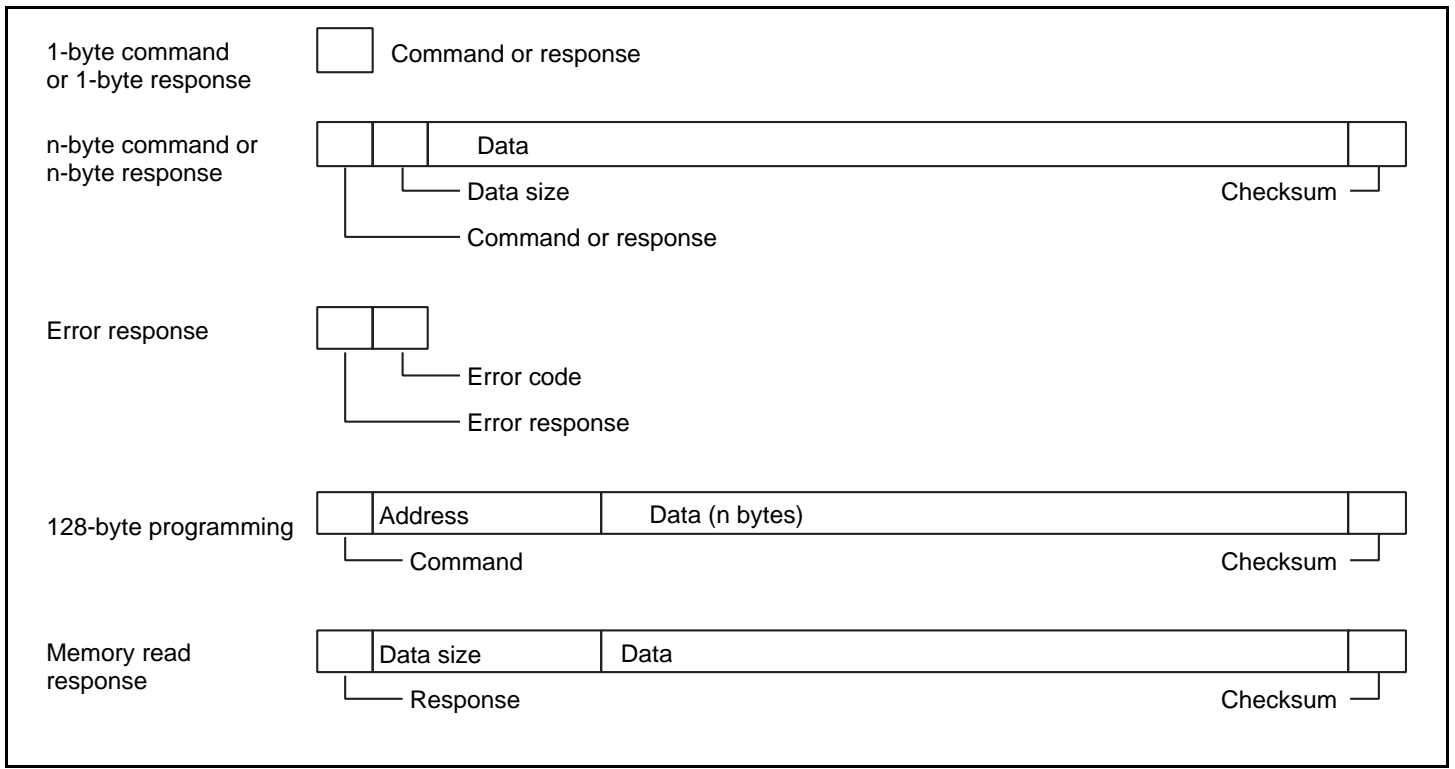 1-byte command
or 1-byte response
Command or response
n-byte command or
n-byte response
Data
Data size
Checksum
Command or response
Error response
Error code
Error response
128-byte programming
Address
Data (n bytes)
Command
Checksum
Memory read
response
Data size
Data
Response
Checksum